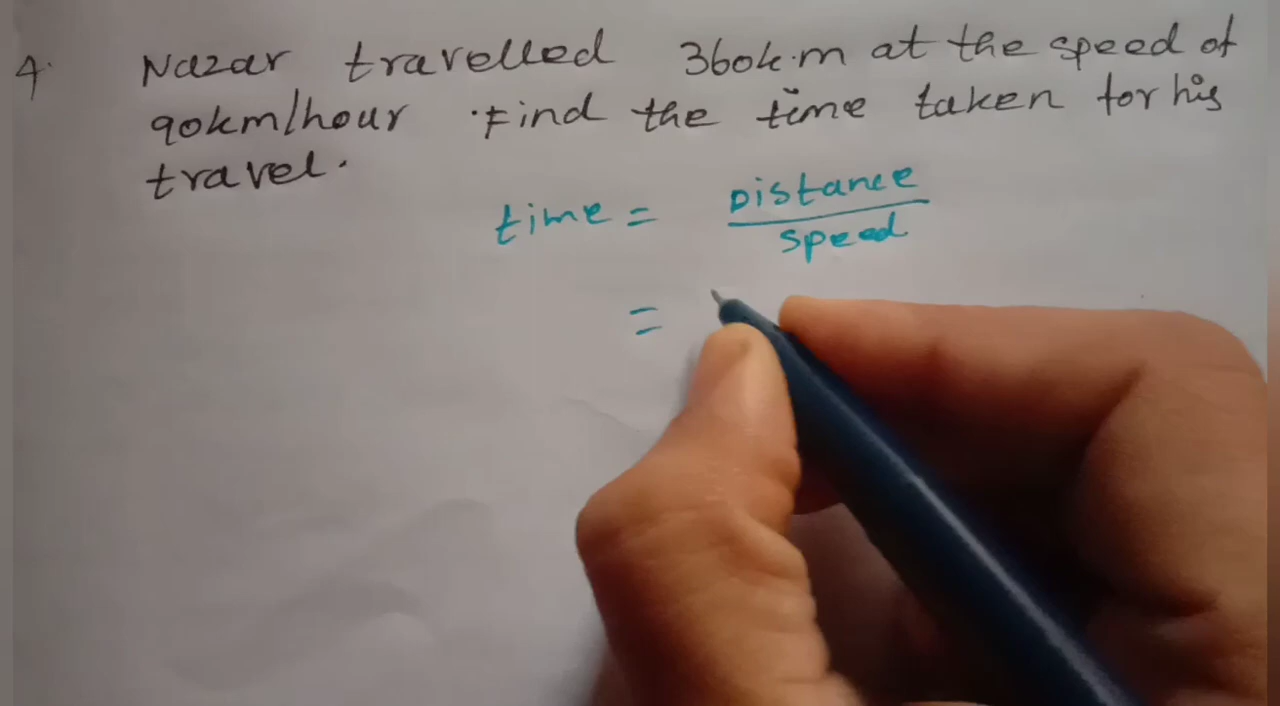 4. Nazar travelled 360k.m at the speed of
90km/hour . Find the time taken for his
travel.
time = Distance
speed
=